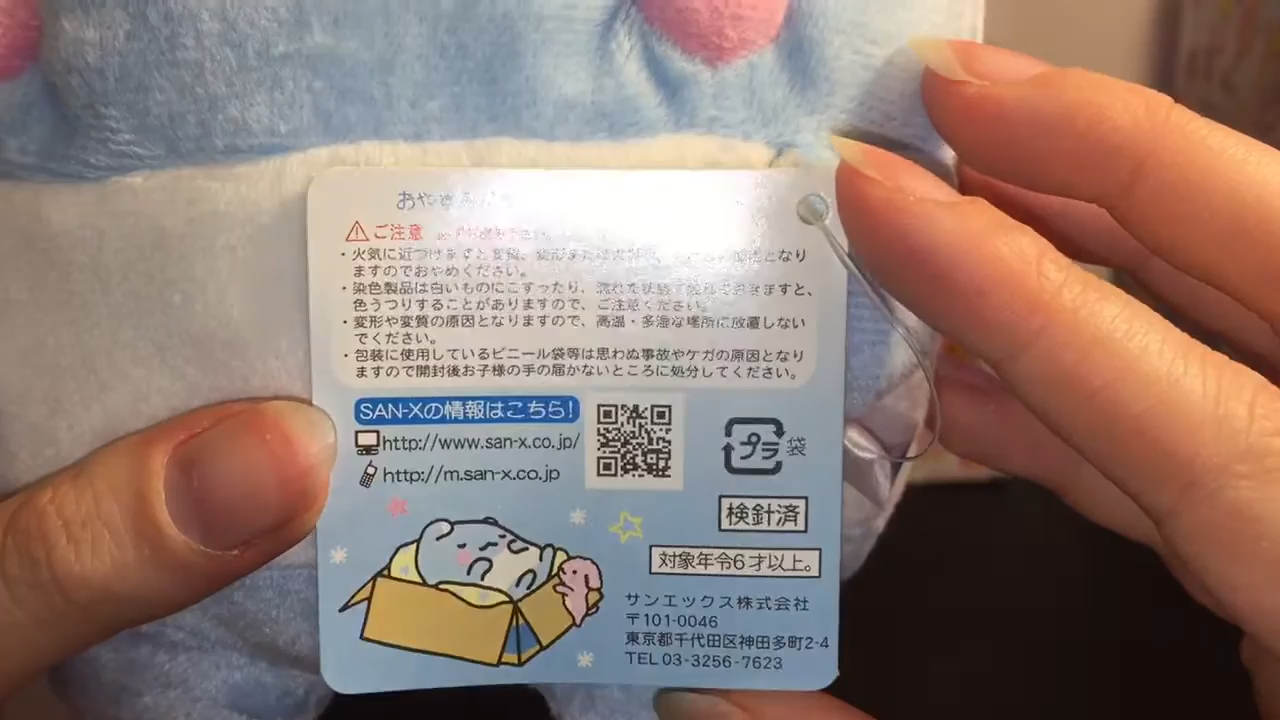 ご注意
・火気に近づけますと変質、
ますのでおやめください。
・染色製品は白いものにこすったり、
色うつりすることがありますので、ご注意ください。
・変形や変質の原因となりますので、高温・多湿な場所に放置しない
でください。
・包装に使用しているビニール袋等は思わぬ事故やケガの原因となり
ますので開封後お子様の手の届かないところに処分してください。
SAN-Xの情報はこちら!
http://www.san-x.co.jp/
http://m.san-x.co.jp
プラ 袋
検針済
対象年令6才以上。
サンエックス株式会社
〒101-0046
東京都千代田区神田多町2-4
TEL 03-3256-7623